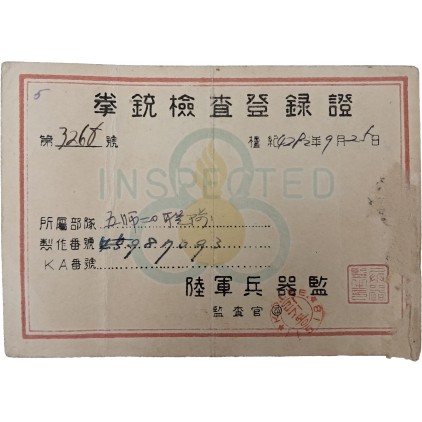 5
拳銃檢查登録證
第3266號 檀紀4282年9月25日
INSPECTED
所屬部隊
製作番號 989093
KA番號
陸軍兵器監
監査官